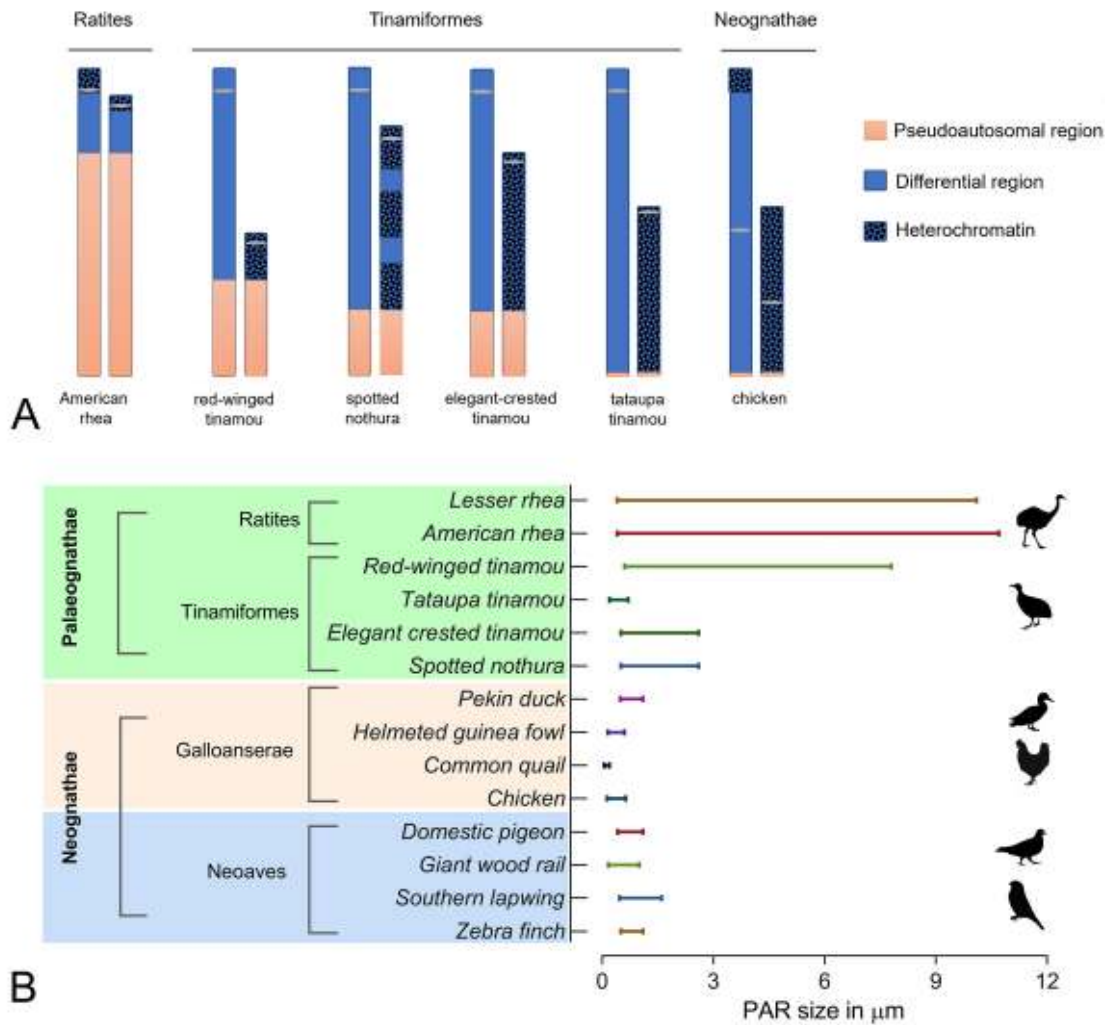 Ratites
Tinamiformes
Neognathae
Pseudoautosomal region
Differential region
Heterochromatin
A
American
rhea
red-winged
tinamou
spotted
nothura
elegant-crested
tinamou
tataupa
tinamou
chicken
Palaeognathae
Ratites
Tinamiformes
Lesser rhea
American rhea
Red-winged tinamou
Tataupa tinamou
Elegant crested tinamou
Spotted nothura
Neognathae
Galloanserae
Pekin duck
Helmeted guinea fowl
Common quail
Chicken
Neoaves
Domestic pigeon
Giant wood rail
Southern lapwing
Zebra finch
B
0 3 6 9 12
PAR size in μm